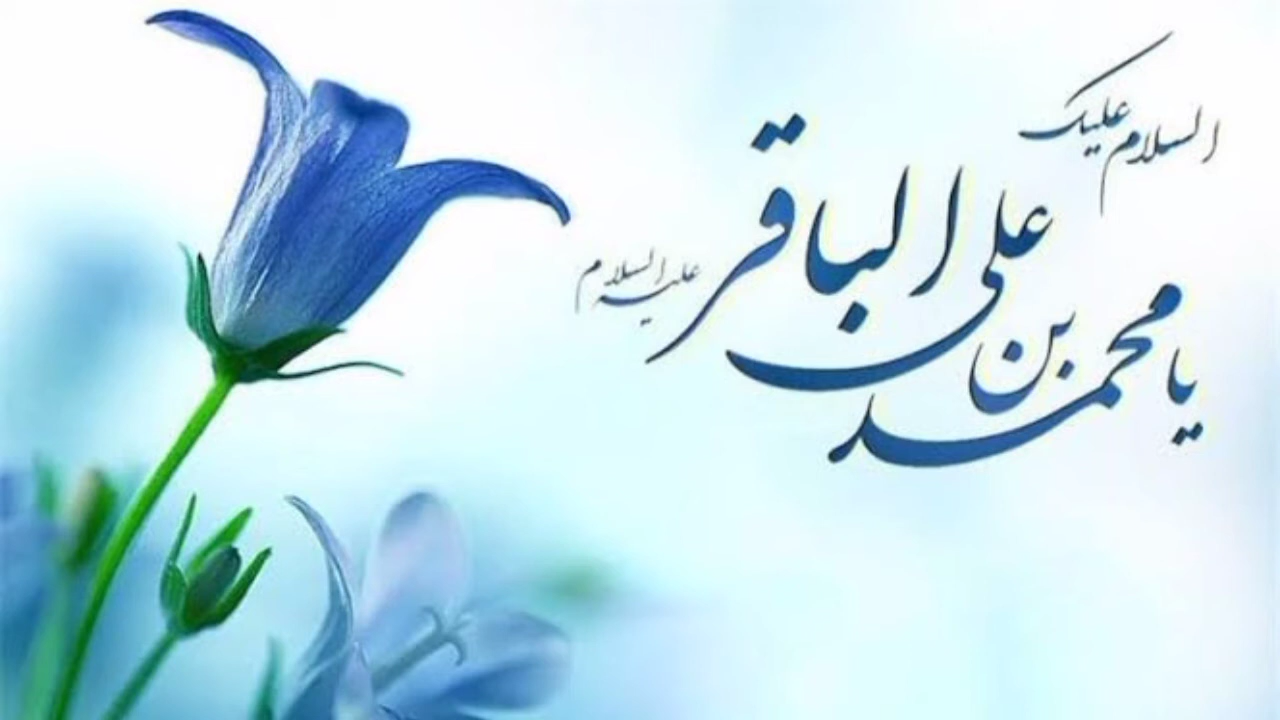 السلام علیک
یا محمد بن علی الباقر
علیه السلام